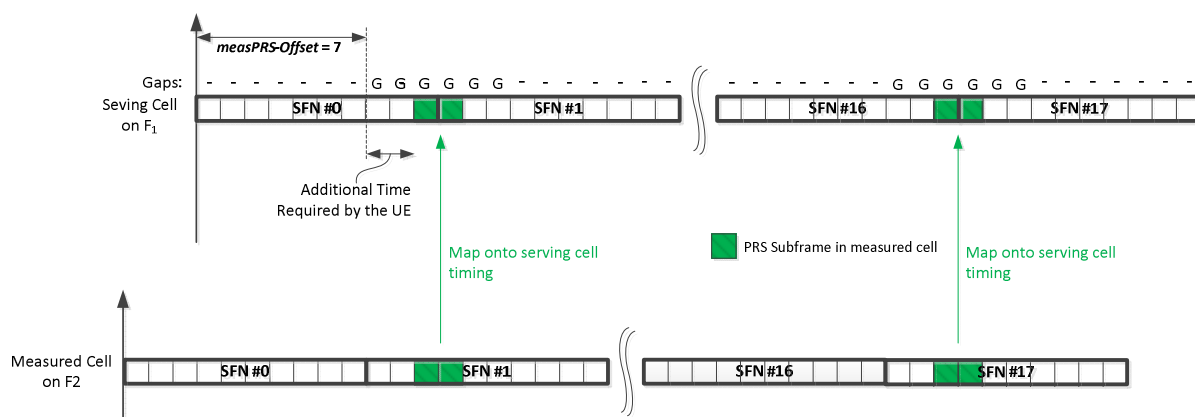 measPRS-Offset = 7
Gaps: - - - - - - - G G G G G G - - - - - - - - - - - - - - G G G G G G - - - - - - -
Seving Cell
on F1
SFN #0
SFN #1
SFN #16
SFN #17
Additional Time
Required by the UE
Map onto serving cell
timing
PRS Subframe in measured cell
Map onto serving cell
timing
Measured Cell
on F2
SFN #0
SFN #1
SFN #16
SFN #17